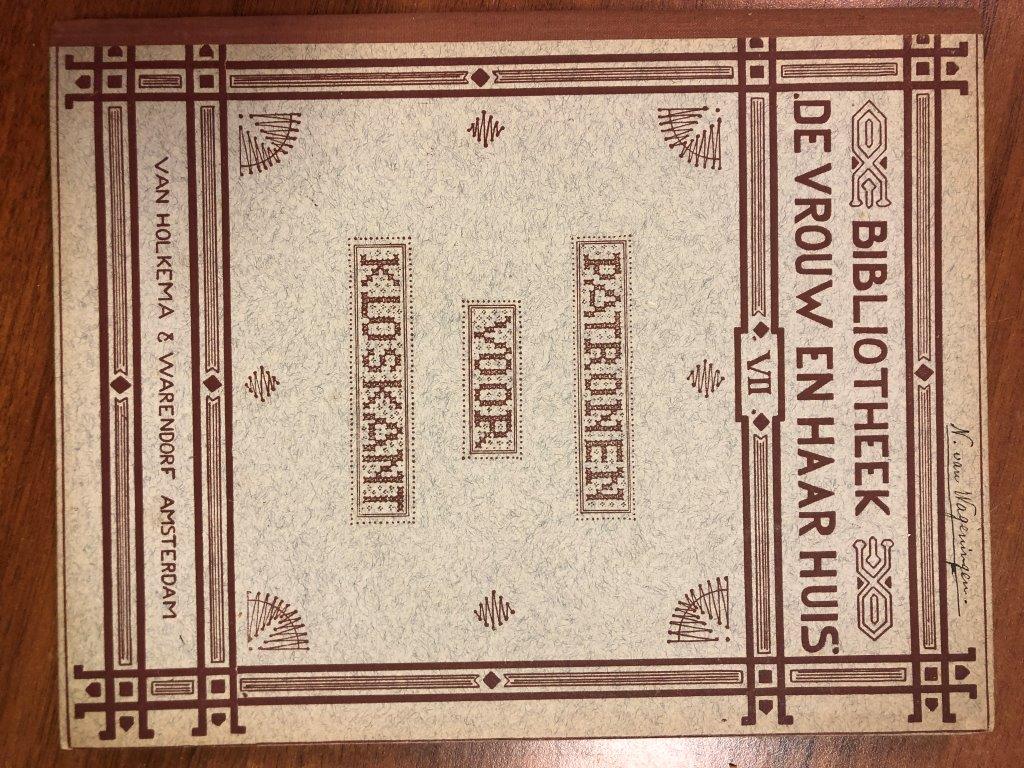 N. van Wageningen.-
BIBLIOTHEEK
"DE VROUW EN HAAR HUIS"
VII
PATRONEN
VOOR
KLOSKANT
VAN HOLKEMA & WARENDORF AMSTERDAM